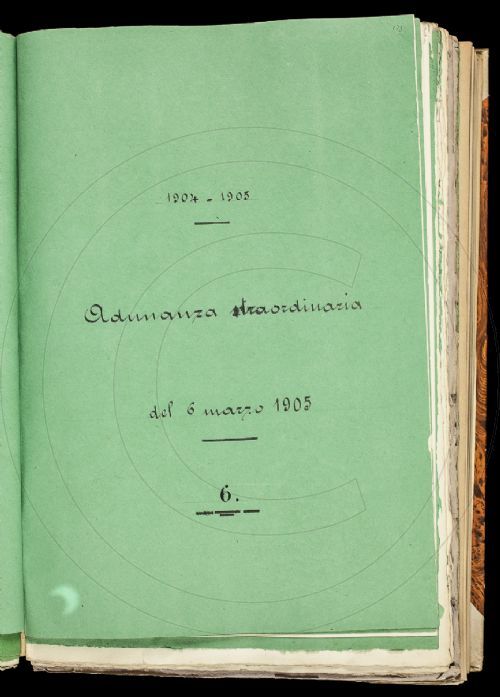 1904-1905
Adunanza straordinaria
del 6 marzo 1905
6.